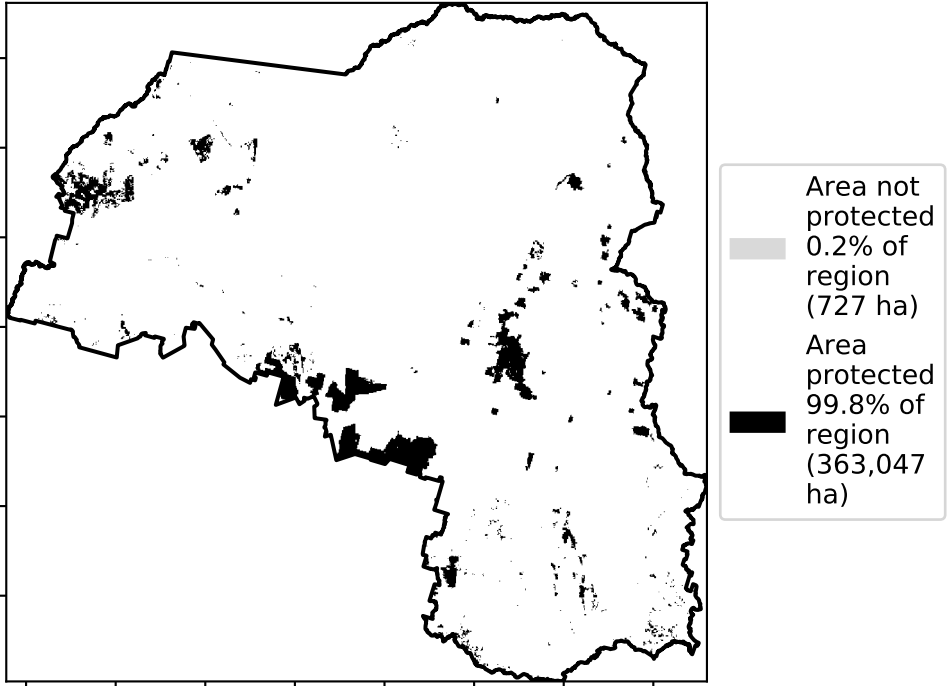 Area not
protected
0.2% of
region
(727 ha)
Area
protected
99.8% of
region
(363,047
ha)